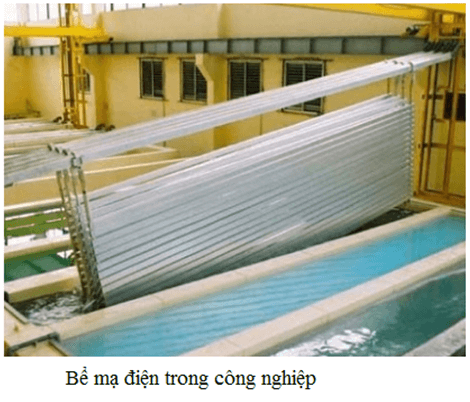 Bể mạ điện trong công nghiệp